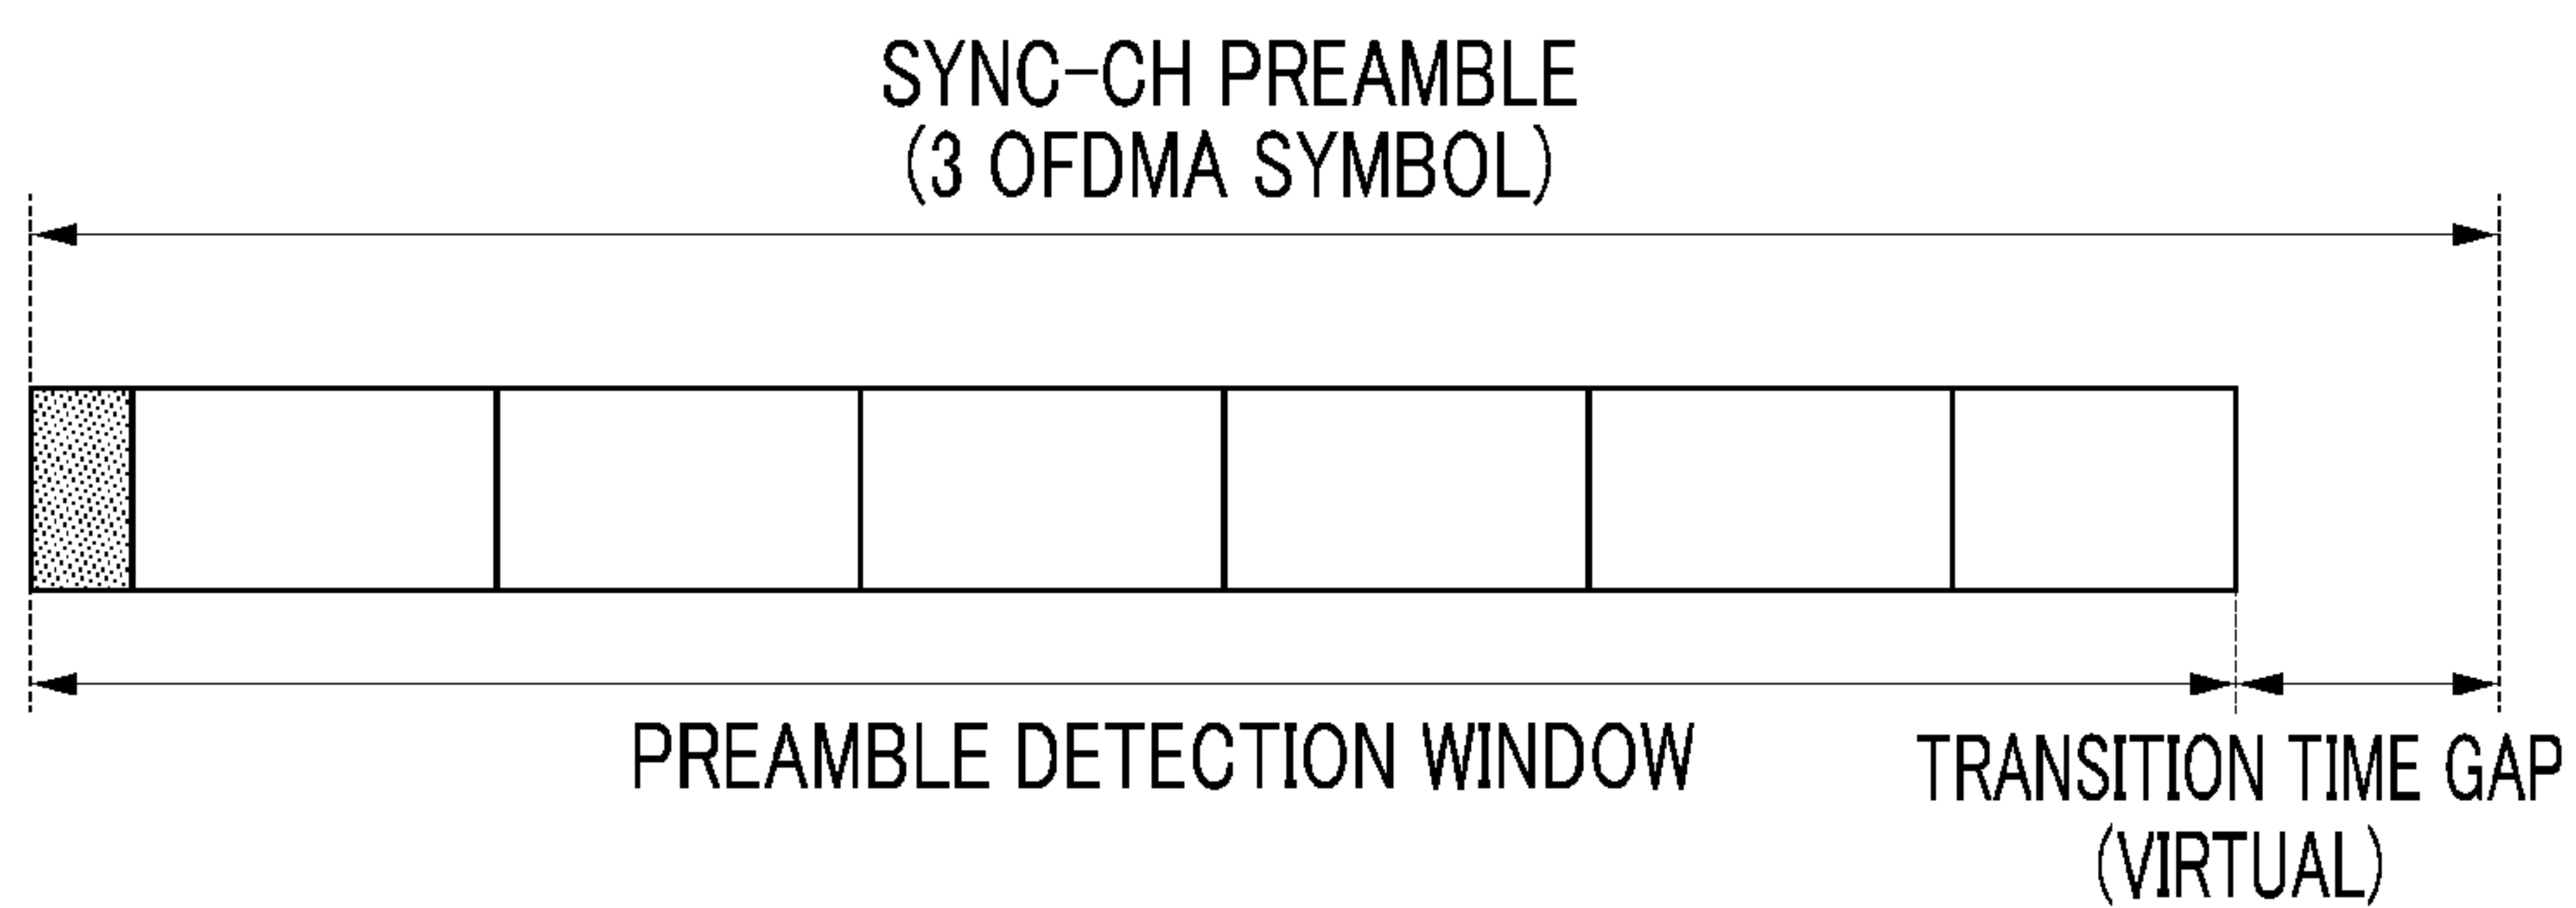 SYNC-CH PREAMBLE
(3 OFDMA SYMBOL)
PREAMBLE DETECTION WINDOW
TRANSITION TIME GAP
(VIRTUAL)